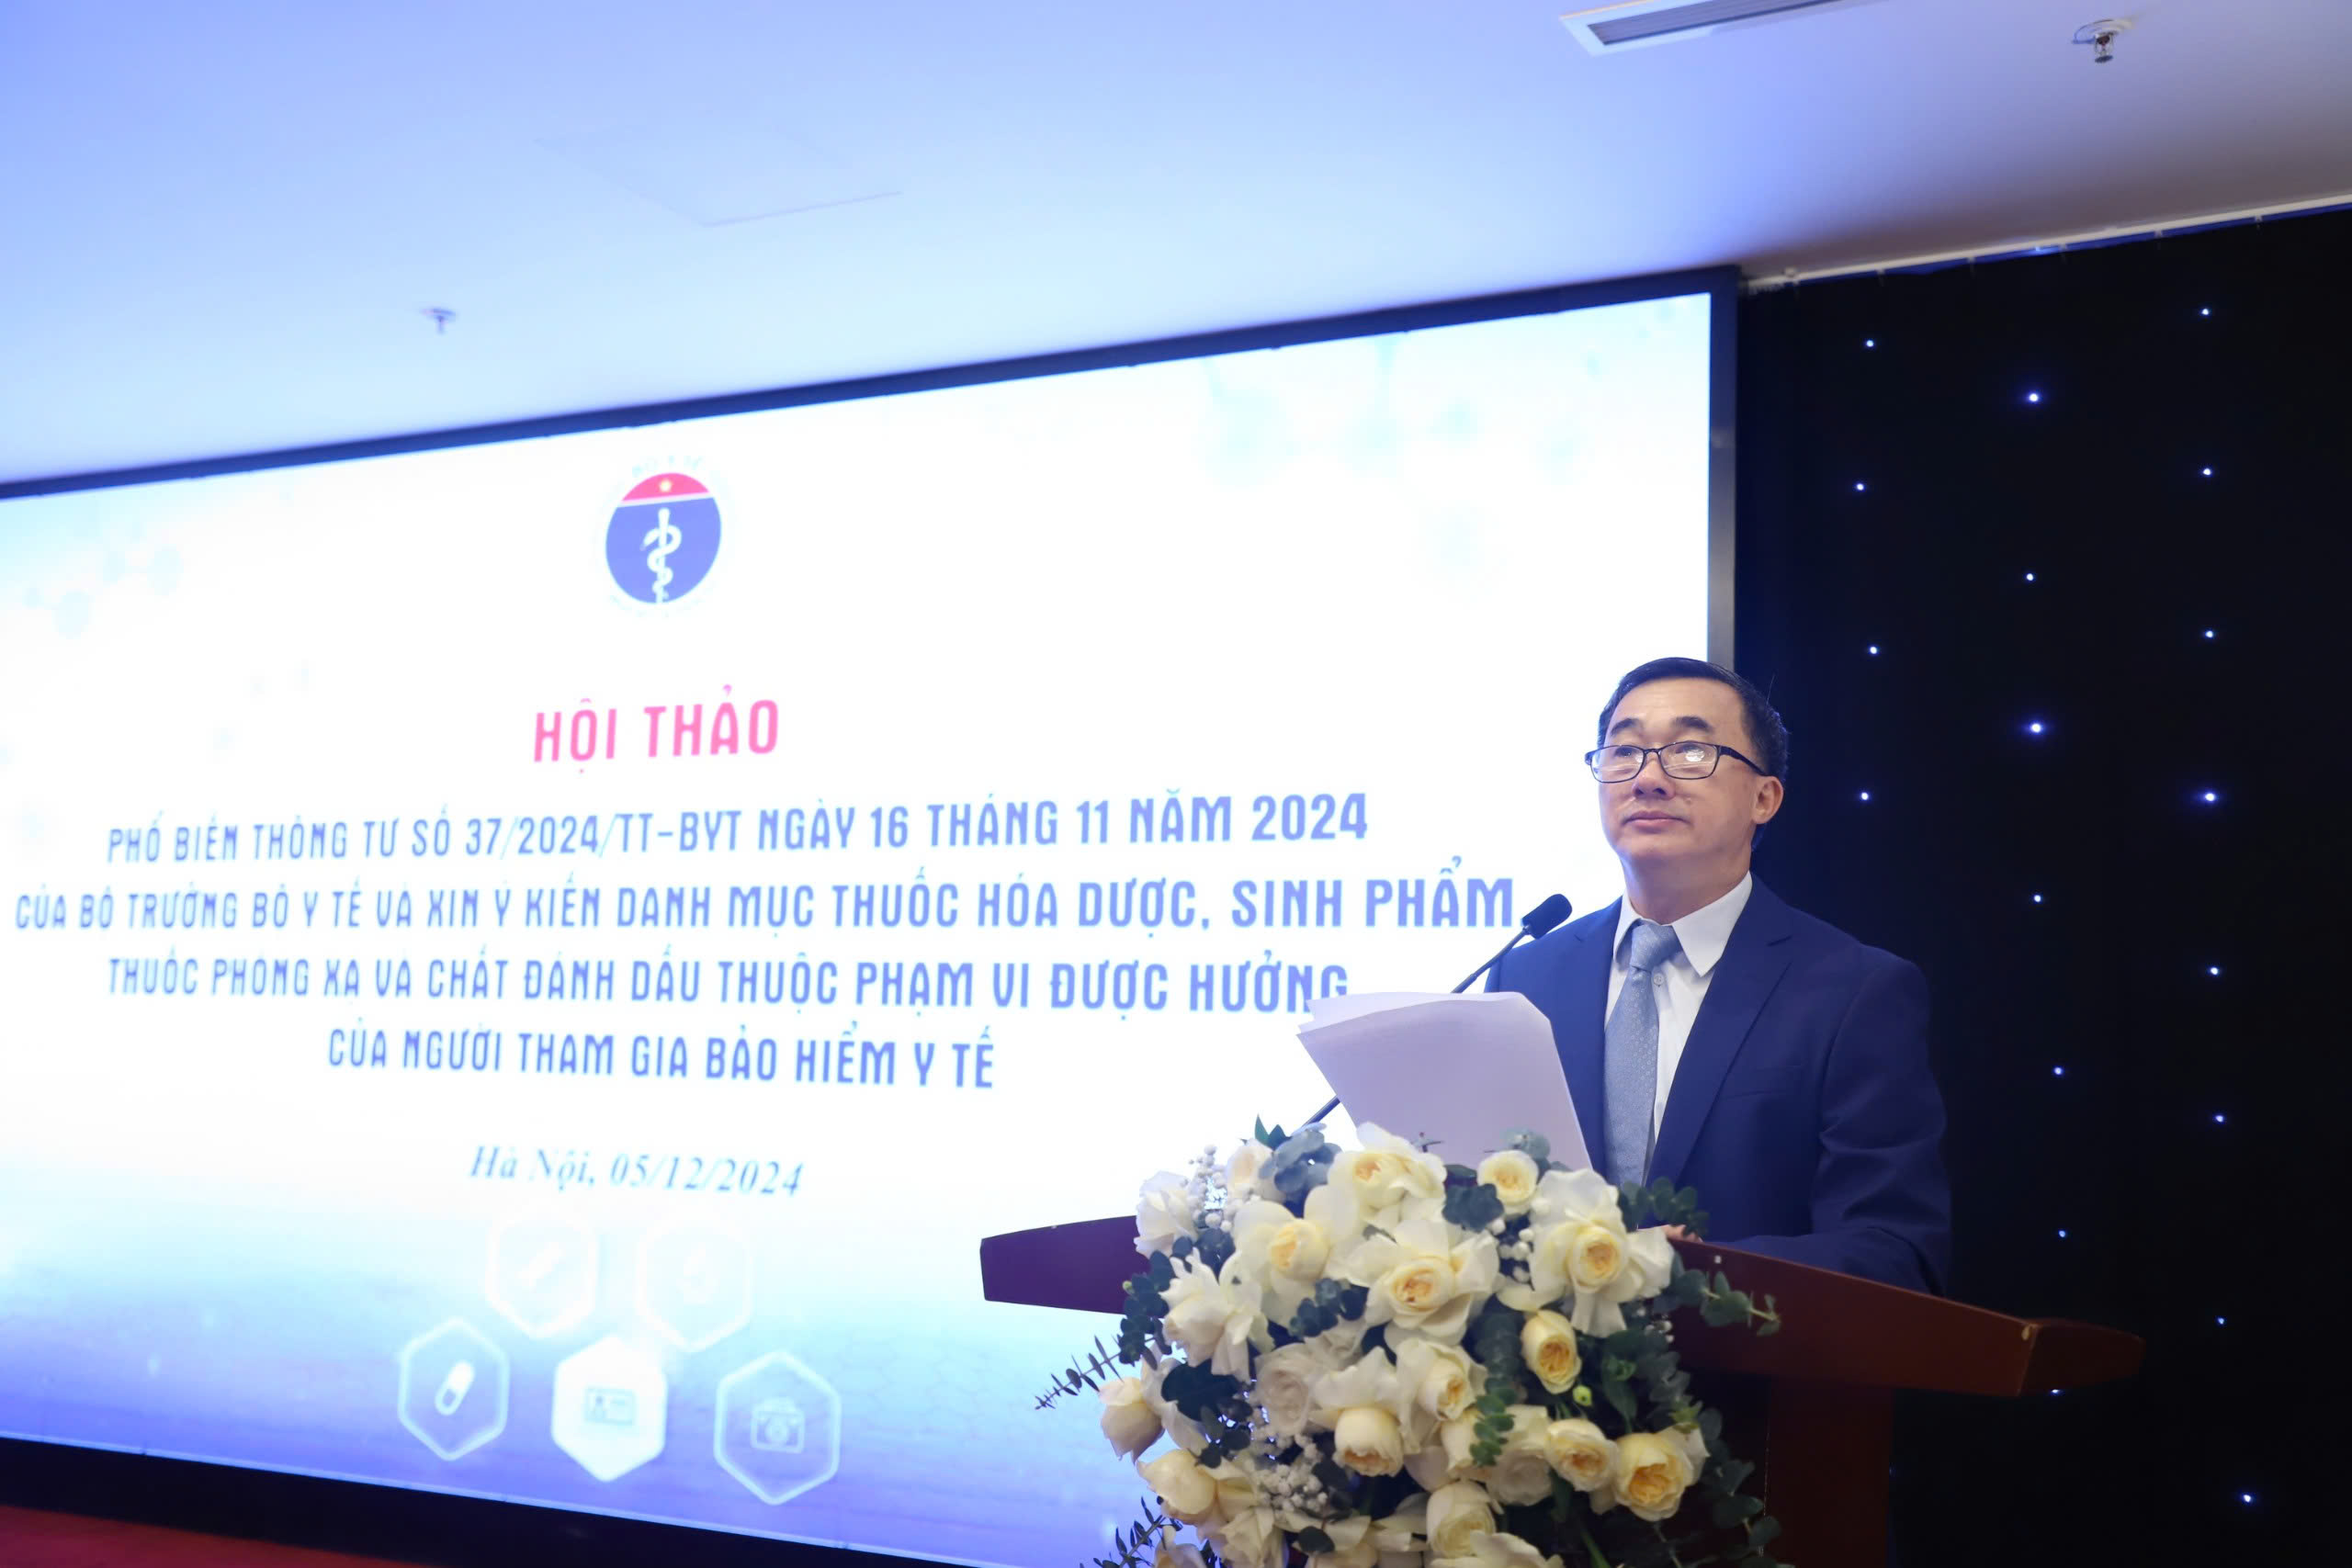 BỘ Y TẾ
HỘI THẢO
PHỔ BIẾN THÔNG TƯ SỐ 37/2024/TT-BYT NGÀY 16 THÁNG 11 NĂM 2024
CỦA BỘ TRƯỞNG BỘ Y TẾ VÀ XIN Ý KIẾN DANH MỤC THUỐC HÓA DƯỢC, SINH PHẨM
THUỐC PHÓNG XẠ VÀ CHẤT ĐÁNH DẤU THUỘC PHẠM VI ĐƯỢC HƯỞNG
CỦA NGƯỜI THAM GIA BẢO HIỂM Y TẾ
Hà Nội, 05/12/2024